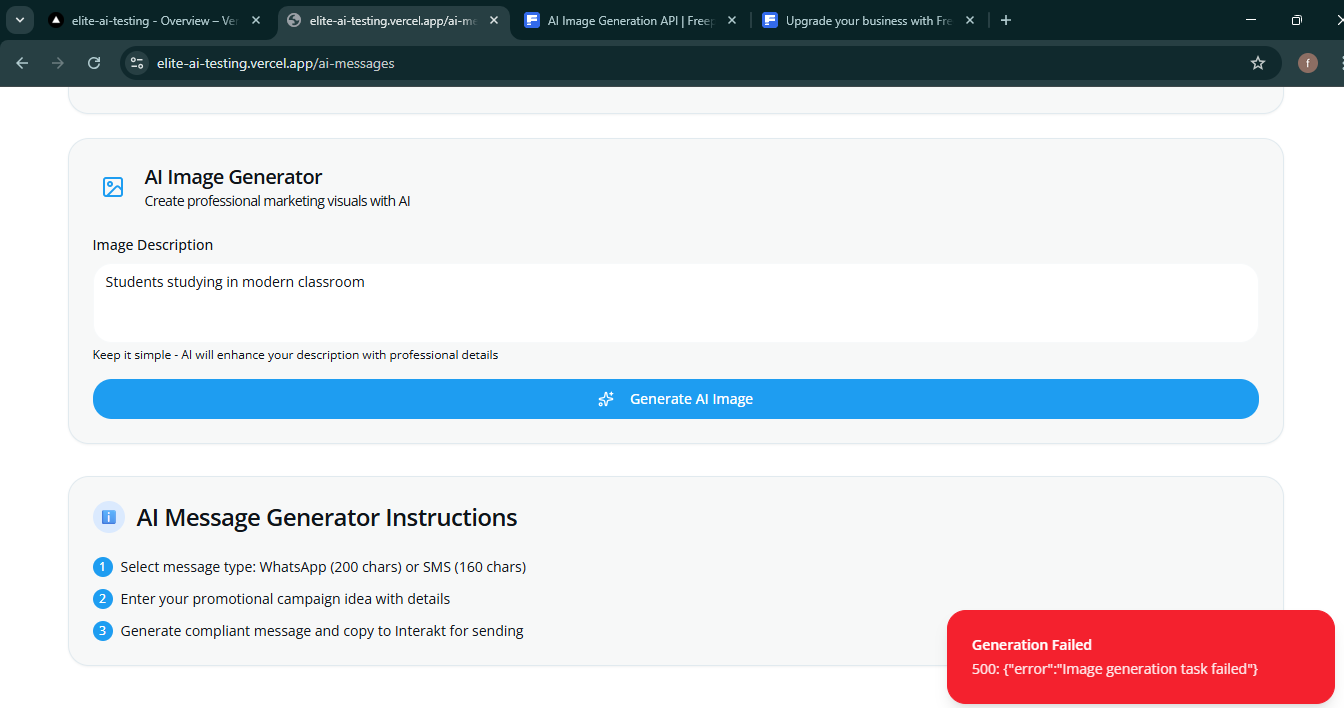 elite-ai-testing - Overview – Ver
elite-ai-testing.vercel.app/ai-me
AI Image Generation API | Freep
Upgrade your business with Fre
elite-ai-testing.vercel.app/ai-messages
f
AI Image Generator
Create professional marketing visuals with AI
Image Description
Students studying in modern classroom
Keep it simple - AI will enhance your description with professional details
Generate AI Image
AI Message Generator Instructions
1 Select message type: WhatsApp (200 chars) or SMS (160 chars)
2 Enter your promotional campaign idea with details
3 Generate compliant message and copy to Interakt for sending
Generation Failed
500: {"error":"Image generation task failed"}